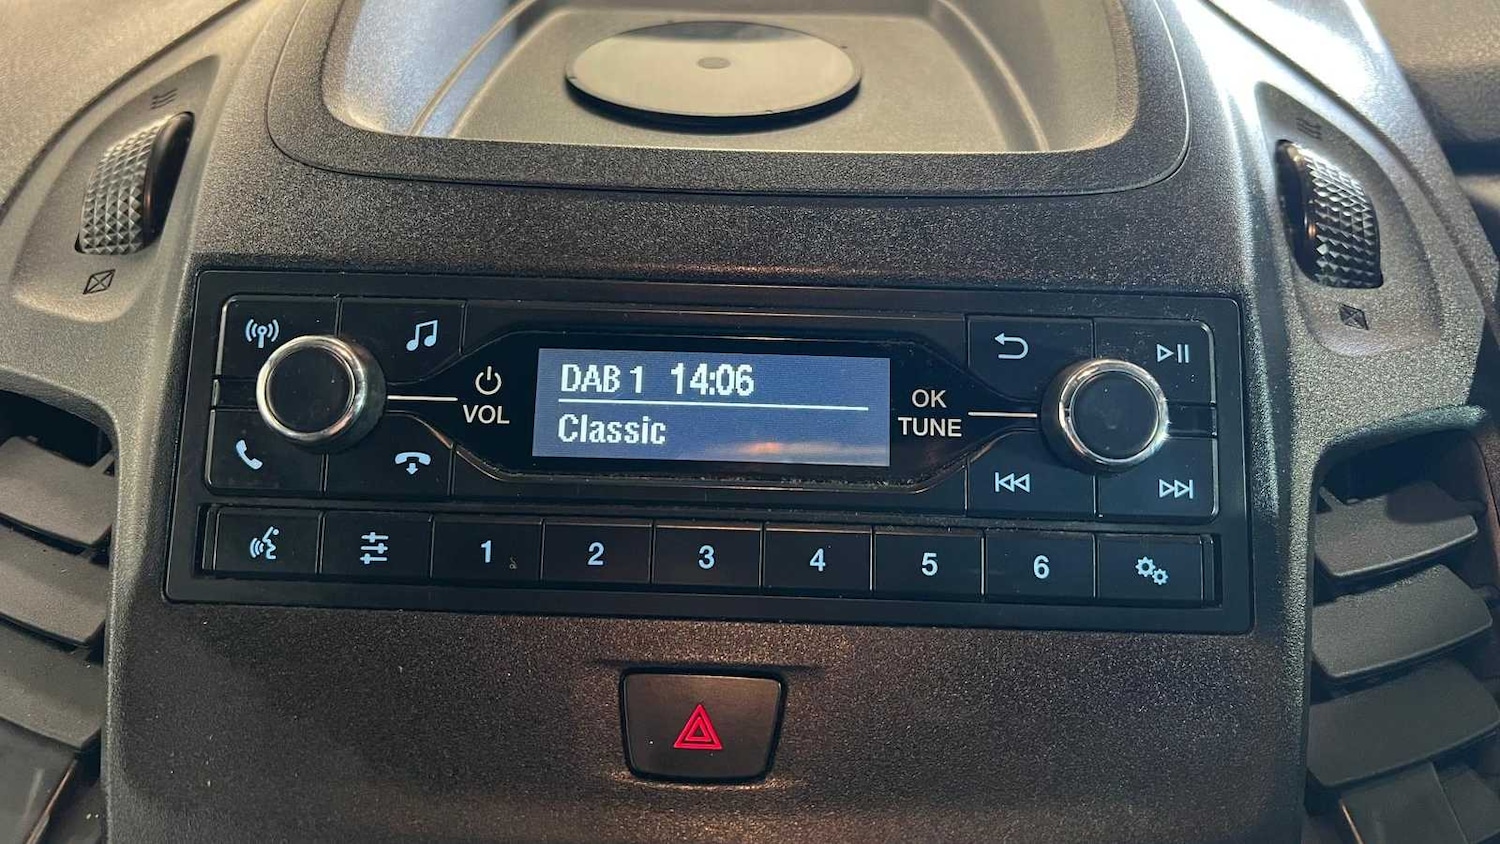 DAB 1 14:06
Classic
VOL
OK
TUNE
1 2 3 4 5 6